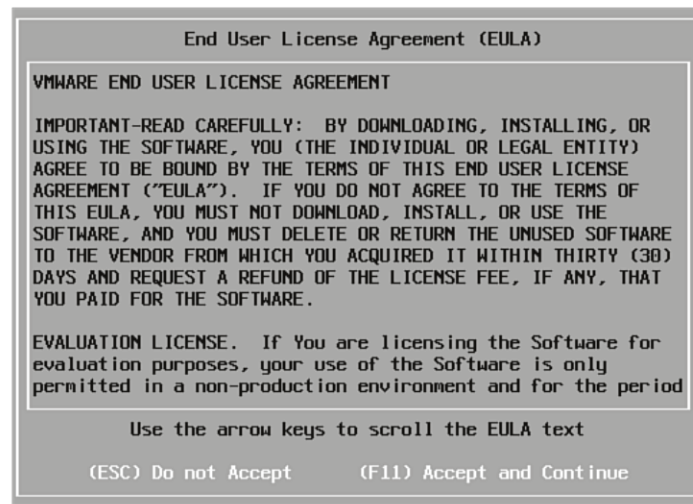 End User License Agreement (EULA)
VMWARE END USER LICENSE AGREEMENT
IMPORTANT-READ CAREFULLY: BY DOWNLOADING, INSTALLING, OR
USING THE SOFTWARE, YOU (THE INDIVIDUAL OR LEGAL ENTITY)
AGREE TO BE BOUND BY THE TERMS OF THIS END USER LICENSE
AGREEMENT ("EULA"). IF YOU DO NOT AGREE TO THE TERMS OF
THIS EULA, YOU MUST NOT DOWNLOAD, INSTALL, OR USE THE
SOFTWARE, AND YOU MUST DELETE OR RETURN THE UNUSED SOFTWARE
TO THE VENDOR FROM WHICH YOU ACQUIRED IT WITHIN THIRTY (30)
DAYS AND REQUEST A REFUND OF THE LICENSE FEE, IF ANY, THAT
YOU PAID FOR THE SOFTWARE.
EVALUATION LICENSE. If You are licensing the Software for
evaluation purposes, your use of the Software is only
permitted in a non-production environment and for the period
Use the arrow keys to scroll the EULA text
(ESC) Do not Accept (F11) Accept and Continue